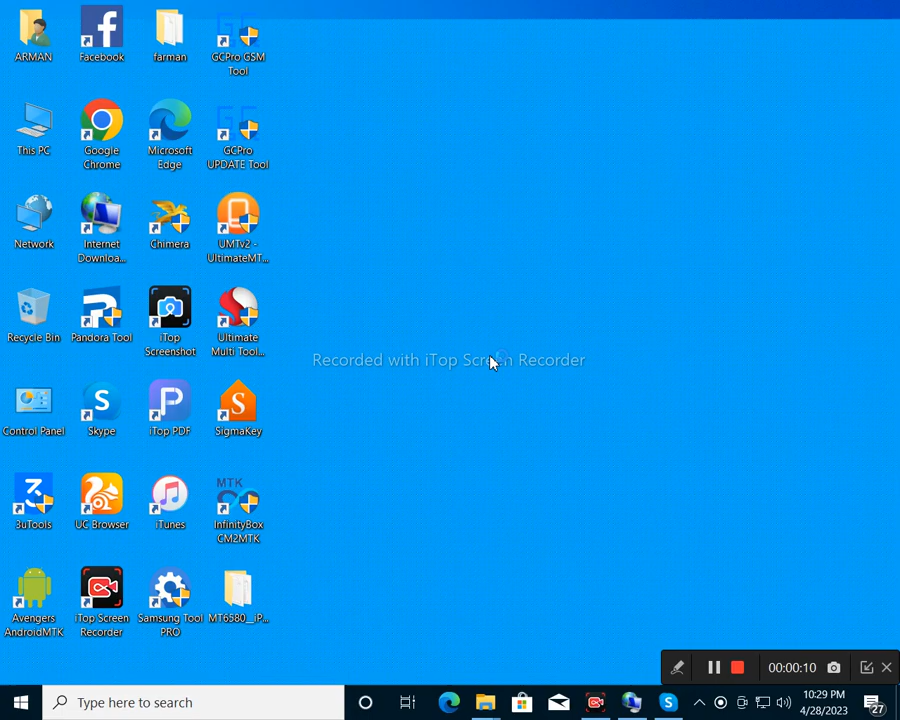 ARMAN
Facebook
farman
GCPro GSM
Tool
This PC
Google
Chrome
Microsoft
Edge
GCPro
UPDATE Tool
Network
Internet
Downloa...
Chimera
UMTv2 -
UltimateMT...
Recycle Bin
Pandora Tool
iTop
Screenshot
Ultimate
Multi Tool...
Recorded with iTop Screen Recorder
Control Panel
Skype
iTop PDF
SigmaKey
MTK
3uTools
UC Browser
iTunes
InfinityBox
CM2MTK
Avengers
AndroidMTK
iTop Screen
Recorder
Samsung Tool
PRO
MT6580__iP...
00:00:10
Type here to search
10:29 PM
4/28/2023
27